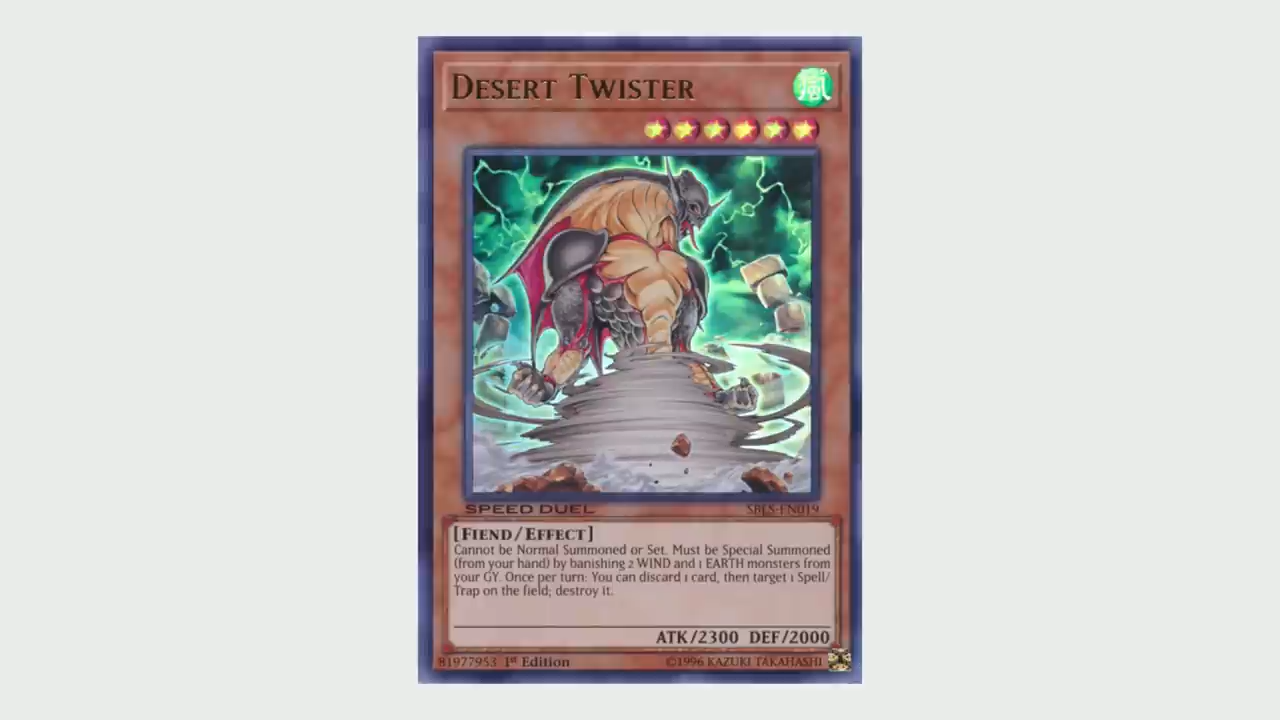 DESERT TWISTER
風
SPEED DUEL
SBLS-EN019
[FIEND/EFFECT]
Cannot be Normal Summoned or Set. Must be Special Summoned
(from your hand) by banishing 2 WIND and 1 EARTH monsters from
your GY. Once per turn: You can discard 1 card, then target 1 Spell/
Trap on the field; destroy it.
ATK/2300 DEF/2000
81977953 1st Edition
©1996 KAZUKI TAKAHASHI